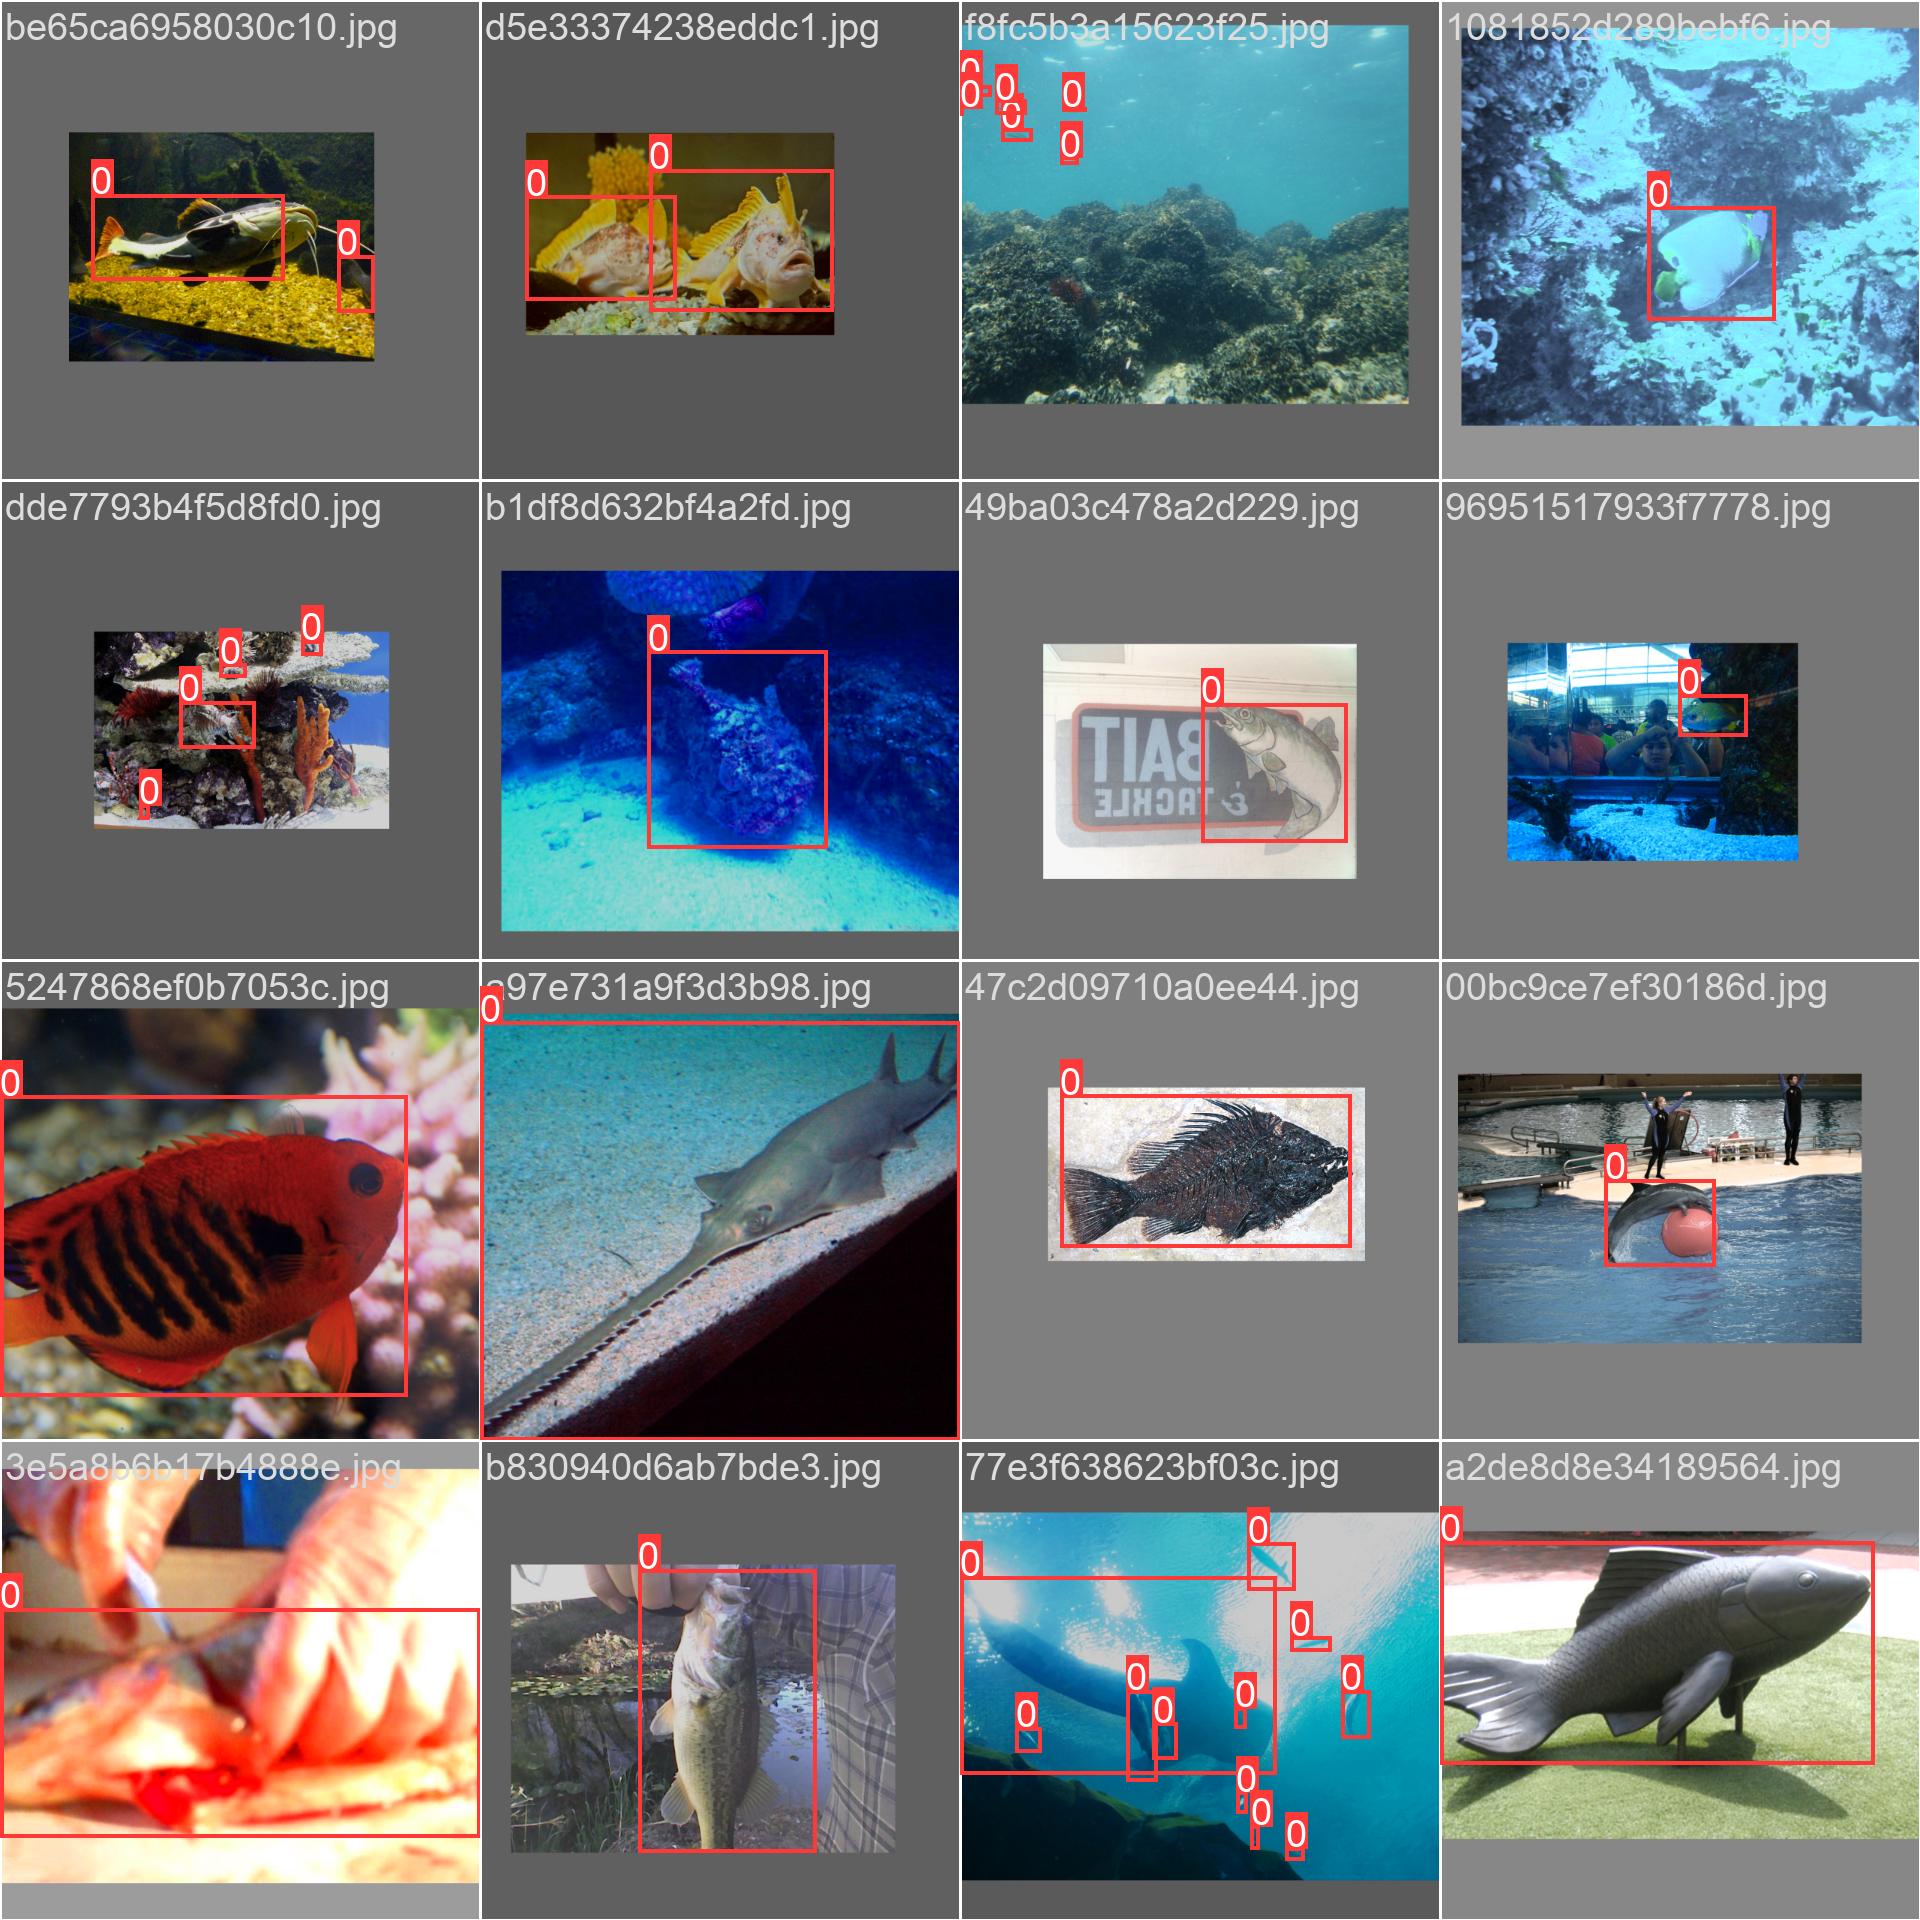 be65ca6958030c10.jpg
d5e33374238eddc1.jpg
f8fc5b3a15623f25.jpg
1081852d289bebf6.jpg
0
0
0
0
0
0
0
0
0
0
0
0
dde7793b4f5d8fd0.jpg
b1df8d632bf4a2fd.jpg
49ba03c478a2d229.jpg
96951517933f7778.jpg
0
0
0
0
0
0
0
BAIT
& TACKLE
5247868ef0b7053c.jpg
a97e731a9f3d3b98.jpg
47c2d09710a0ee44.jpg
00bc9ce7ef30186d.jpg
0
0
0
0
3e5a8b6b17b4888e.jpg
b830940d6ab7bde3.jpg
77e3f638623bf03c.jpg
a2de8d8e34189564.jpg
0
0
0
0
0
0
0
0
0
0
0
0
0
0